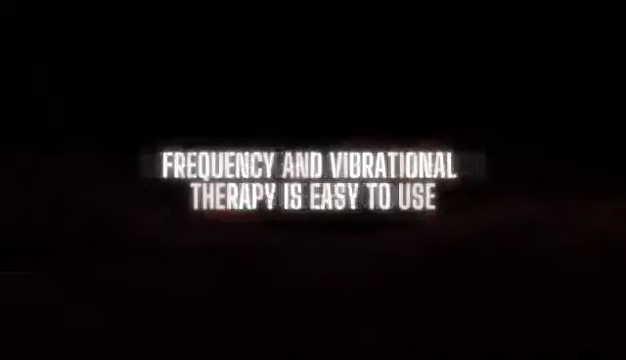 FREQUENCY AND VIBRATIONAL
THERAPY IS EASY TO USE